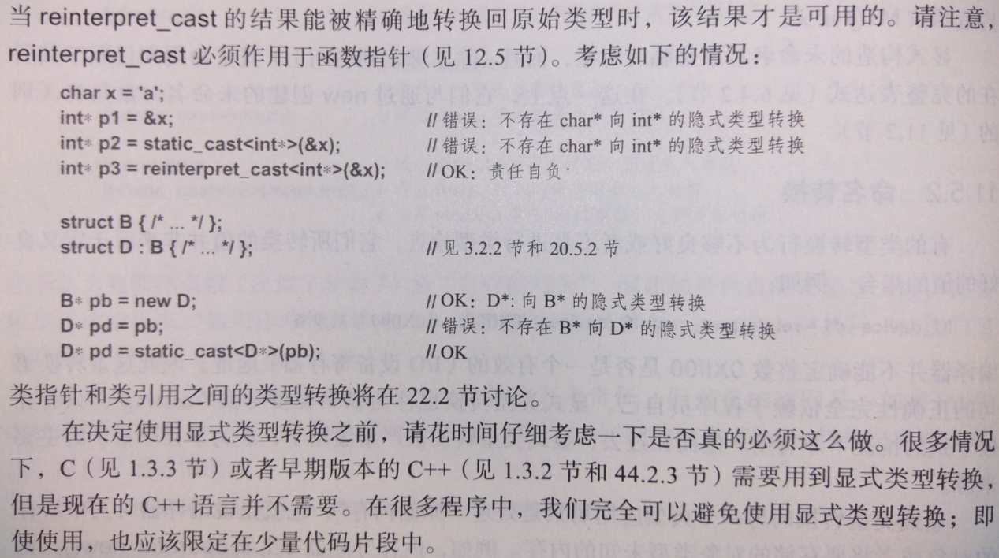 当 reinterpret_cast 的结果能被精确地转换回原始类型时，该结果才是可用的。请注意，
reinterpret_cast 必须作用于函数指针（见 12.5 节）。考虑如下的情况：
char x = 'a';
int* p1 = &x; //错误：不存在 char* 向 int* 的隐式类型转换
int* p2 = static_cast<int*>(&x); //错误：不存在 char* 向 int* 的隐式类型转换
int* p3 = reinterpret_cast<int*>(&x); //OK：责任自负
struct B { /* ... */ };
struct D : B { /* ... */ }; //见 3.2.2 节和 20.5.2 节
B* pb = new D; //OK：D*: 向 B* 的隐式类型转换
D* pd = pb; //错误：不存在 B* 向 D* 的隐式类型转换
D* pd = static_cast<D*>(pb); //OK
类指针和类引用之间的类型转换将在 22.2 节讨论。
在决定使用显式类型转换之前，请花时间仔细考虑一下是否真的必须这么做。很多情况
下，C（见 1.3.3 节）或者早期版本的 C++（见 1.3.2 节和 44.2.3 节）需要用到显式类型转换，
但是现在的 C++ 语言并不需要。在很多程序中，我们完全可以避免使用显式类型转换；即
使使用，也应该限定在少量代码片段中。